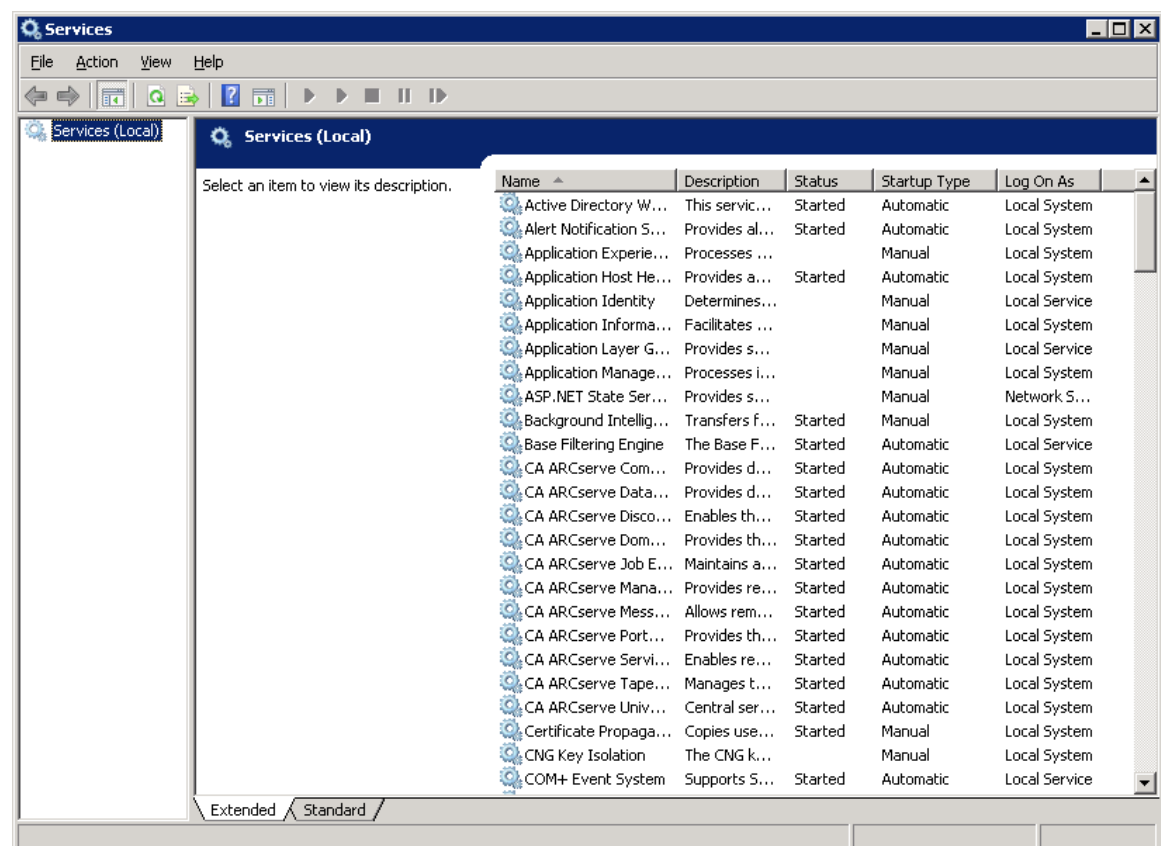 Services
File Action View Help
Services (Local)
Services (Local)
Select an item to view its description.
Name Description Status Startup Type Log On As
Active Directory W... This servic... Started Automatic Local System
Alert Notification S... Provides al... Started Automatic Local System
Application Experie... Processes ... Manual Local System
Application Host He... Provides a... Started Automatic Local System
Application Identity Determines... Manual Local Service
Application Informa... Facilitates ... Manual Local System
Application Layer G... Provides s... Manual Local Service
Application Manage... Processes i... Manual Local System
ASP.NET State Ser... Provides s... Manual Network S...
Background Intellig... Transfers f... Started Manual Local System
Base Filtering Engine The Base F... Started Automatic Local Service
CA ARCserve Com... Provides d... Started Automatic Local System
CA ARCserve Data... Provides d... Started Automatic Local System
CA ARCserve Disco... Enables th... Started Automatic Local System
CA ARCserve Dom... Provides th... Started Automatic Local System
CA ARCserve Job E... Maintains a... Started Automatic Local System
CA ARCserve Mana... Provides re... Started Automatic Local System
CA ARCserve Mess... Allows rem... Started Automatic Local System
CA ARCserve Port... Provides th... Started Automatic Local System
CA ARCserve Servi... Enables re... Started Automatic Local System
CA ARCserve Tape... Manages t... Started Automatic Local System
CA ARCserve Univ... Central ser... Started Automatic Local System
Certificate Propaga... Copies use... Started Manual Local System
CNG Key Isolation The CNG k... Manual Local System
COM+ Event System Supports S... Started Automatic Local Service
Extended Standard